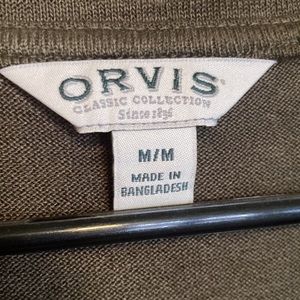 ORVIS
CLASSIC COLLECTION
Since 1856
M/M
MADE IN
BANGLADESH